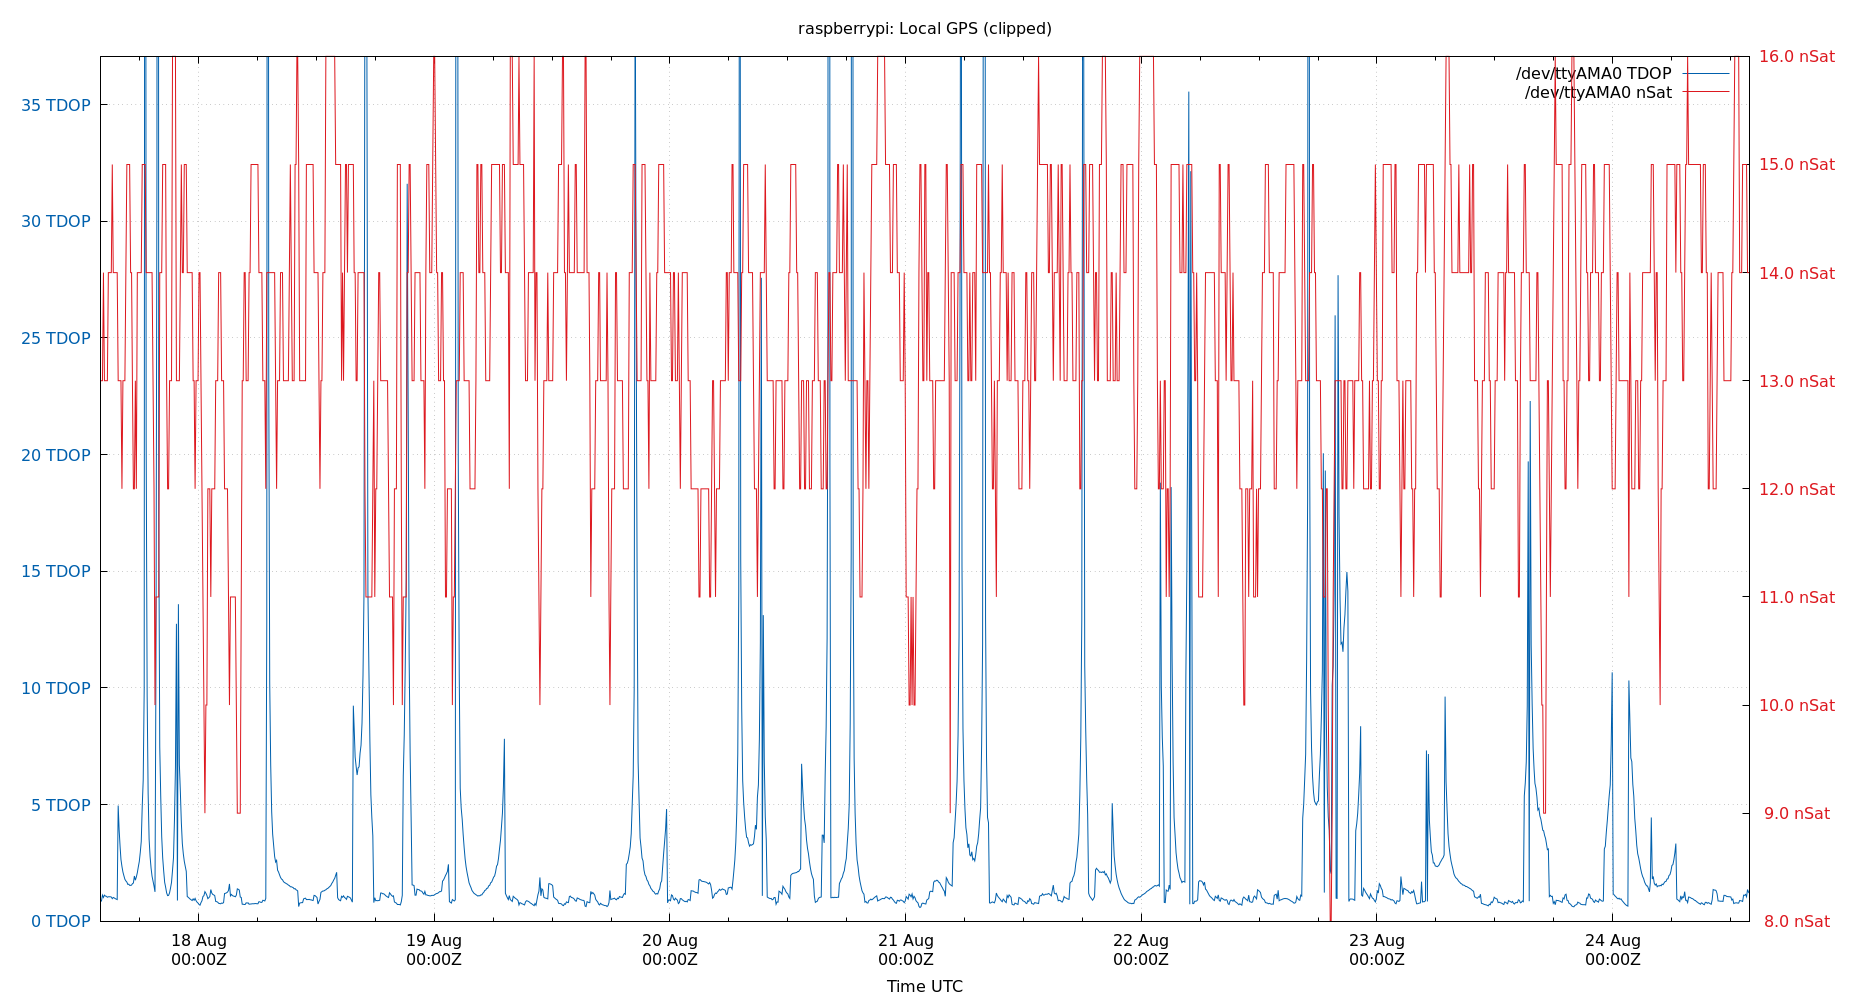 raspberrypi: Local GPS (clipped)
/dev/ttyAMA0 TDOP
/dev/ttyAMA0 nSat
35 TDOP
30 TDOP
25 TDOP
20 TDOP
15 TDOP
10 TDOP
5 TDOP
0 TDOP
16.0 nSat
15.0 nSat
14.0 nSat
13.0 nSat
12.0 nSat
11.0 nSat
10.0 nSat
9.0 nSat
8.0 nSat
18 Aug
00:00Z
19 Aug
00:00Z
20 Aug
00:00Z
21 Aug
00:00Z
22 Aug
00:00Z
23 Aug
00:00Z
24 Aug
00:00Z
Time UTC